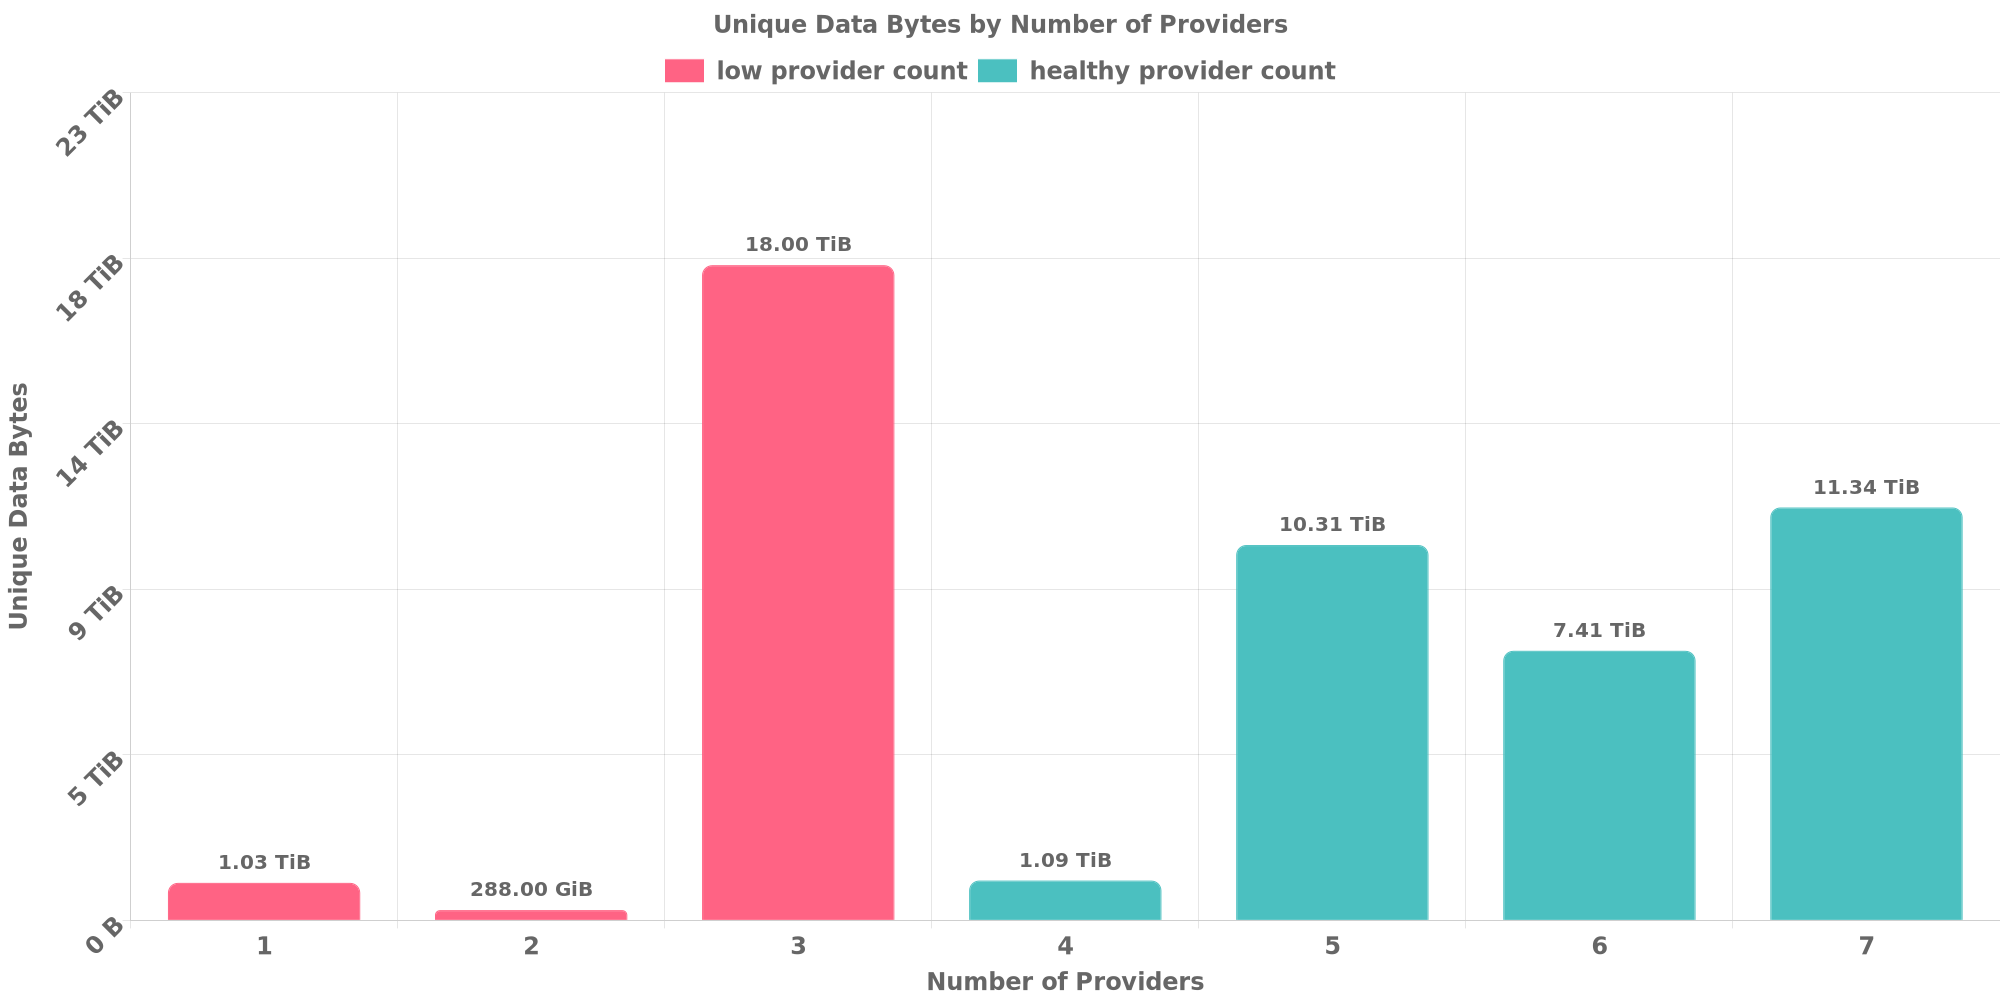 Unique Data Bytes by Number of Providers
low provider count healthy provider count
23 TiB
18 TiB
14 TiB
9 TiB
5 TiB
0 B
Unique Data Bytes
1.03 TiB
288.00 GiB
18.00 TiB
1.09 TiB
10.31 TiB
7.41 TiB
11.34 TiB
1 2 3 4 5 6 7
Number of Providers